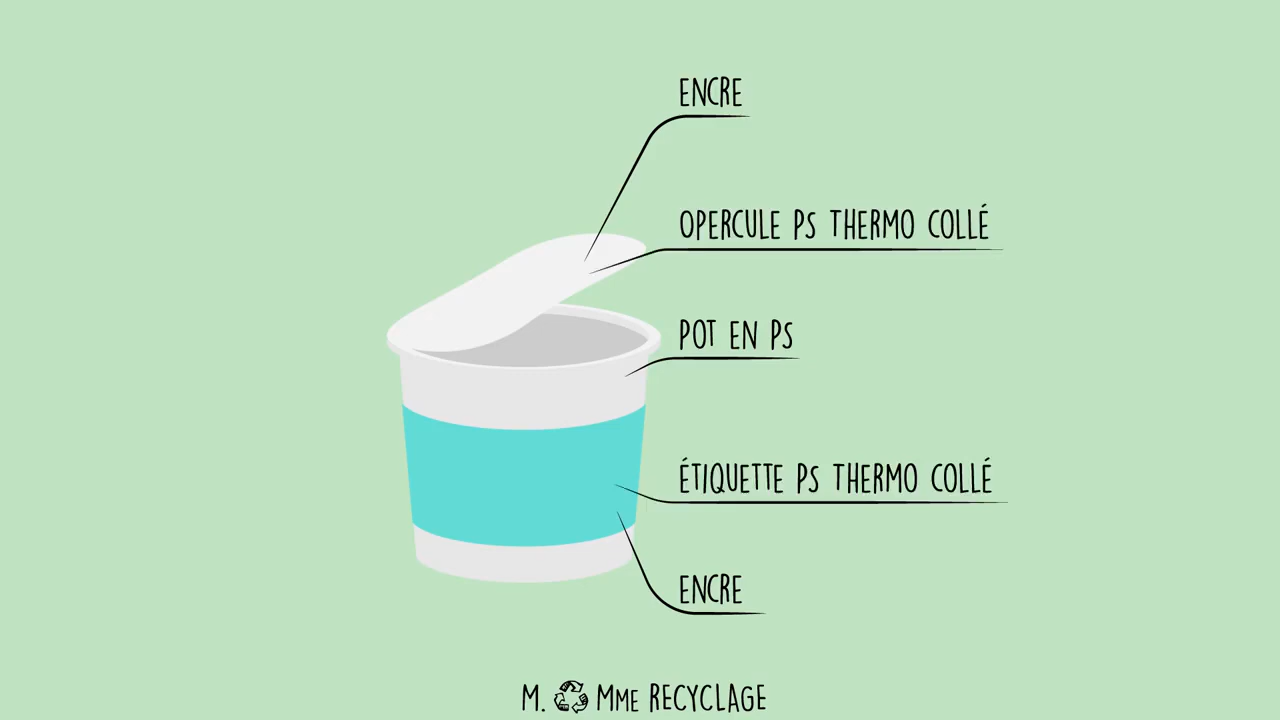 ENCRE
OPERCULE PS THERMO COLLÉ
POT EN PS
ÉTIQUETTE PS THERMO COLLÉ
ENCRE
M. MME RECYCLAGE